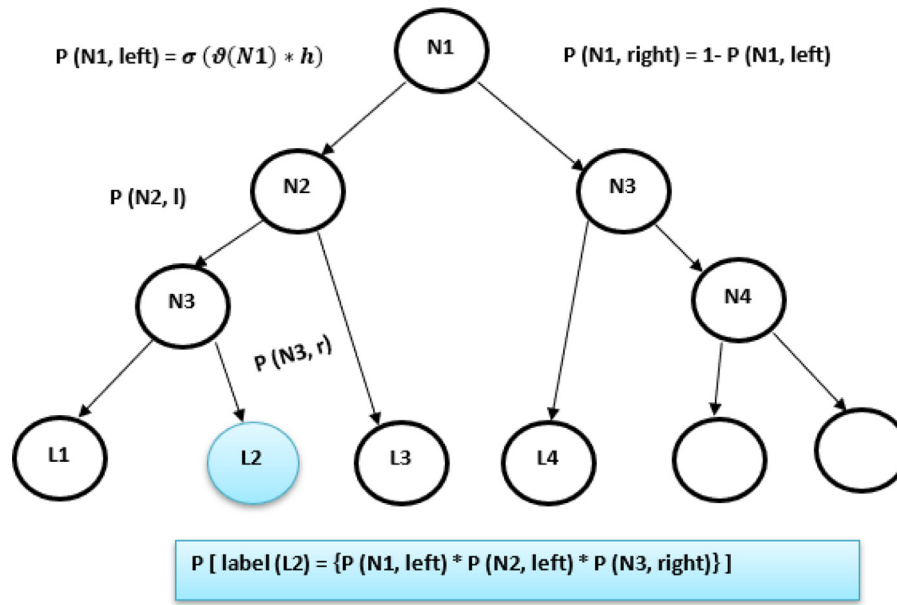 N1
P (N1, left) = σ (ϑ(N1) * h)
P (N1, right) = 1- P (N1, left)
N2
N3
P (N2, l)
N3
N4
P (N3, r)
L1
L2
L3
L4
P [ label (L2) = {P (N1, left) * P (N2, left) * P (N3, right)} ]